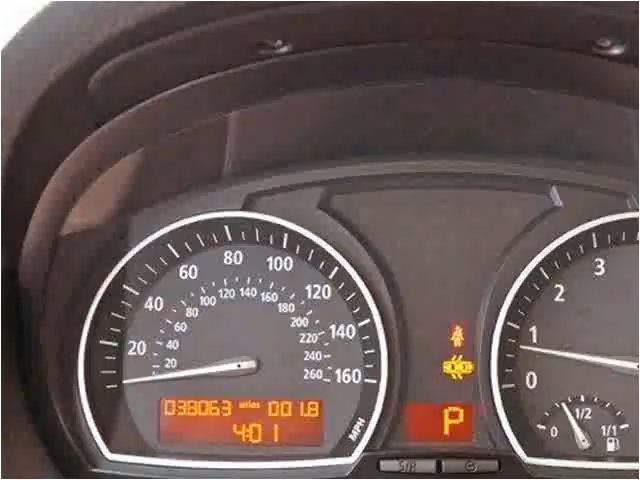 20 40 60 80 100 120 140 160
20 40 60 80 100 120 140 160 180 200 220 240 260
MPH
038063 miles 001.8
4:01
P
0 1 2 3
0 1/2 1/1